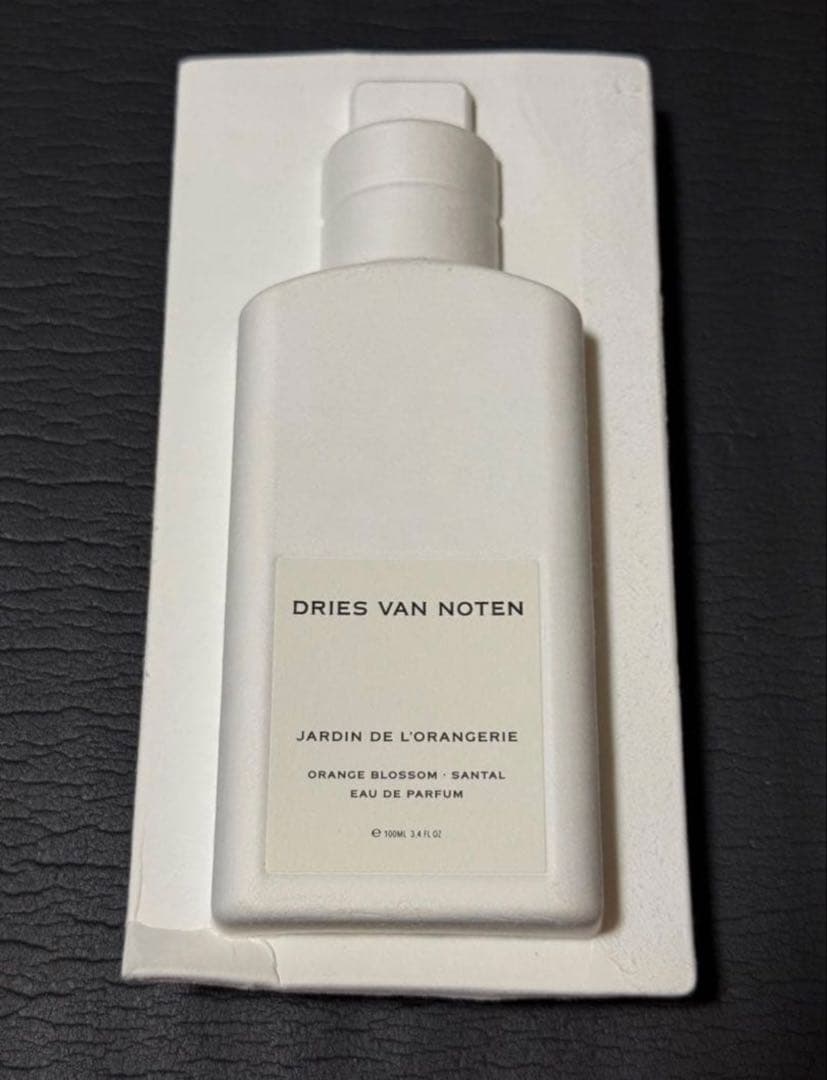 DRIES VAN NOTEN
JARDIN DE L'ORANGERIE
ORANGE BLOSSOM · SANTAL
EAU DE PARFUM
℮ 100ML 3,4 FL OZ